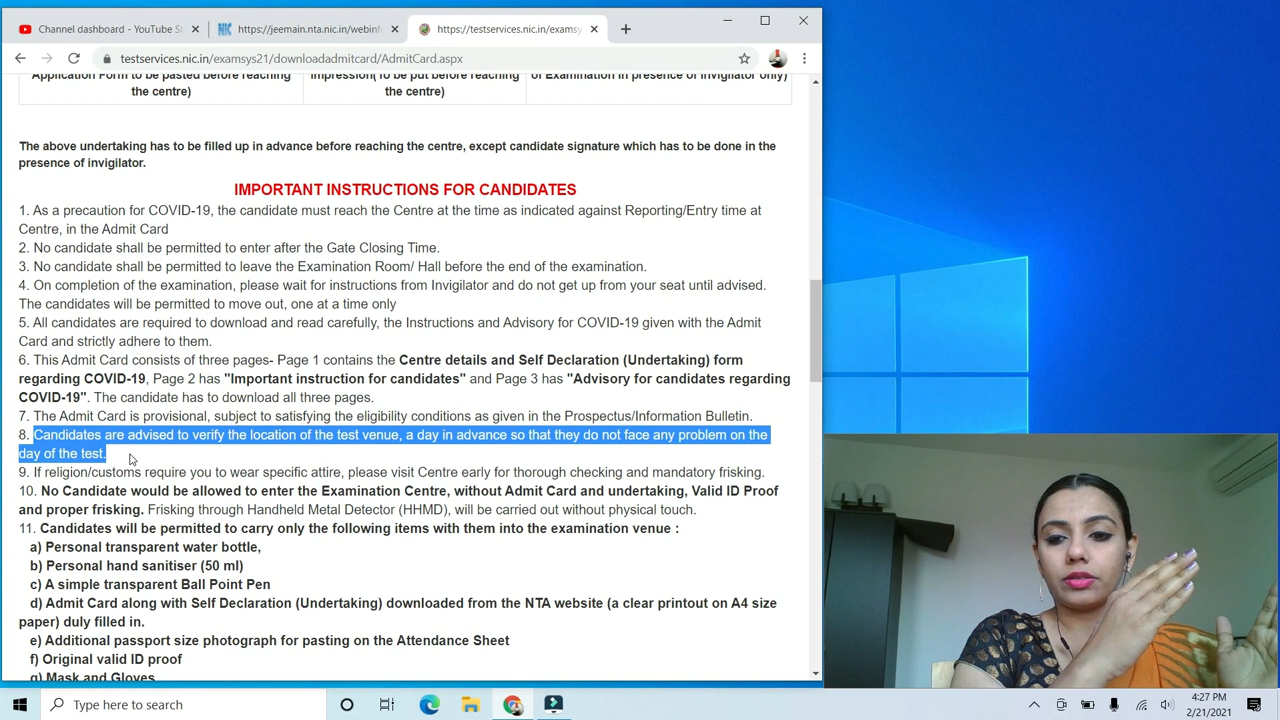 Channel dashboard - YouTube St
https://jeemain.nta.nic.in/webinfo
https://testservices.nic.in/examsy
testservices.nic.in/examsys21/downloadadmitcard/AdmitCard.aspx
Application Form to be pasted before reaching
the centre)
impression(To be put before reaching
the centre)
of Examination in presence of invigilator only)
The above undertaking has to be filled up in advance before reaching the centre, except candidate signature which has to be done in the
presence of invigilator.
IMPORTANT INSTRUCTIONS FOR CANDIDATES
1. As a precaution for COVID-19, the candidate must reach the Centre at the time as indicated against Reporting/Entry time at
Centre, in the Admit Card
2. No candidate shall be permitted to enter after the Gate Closing Time.
3. No candidate shall be permitted to leave the Examination Room/ Hall before the end of the examination.
4. On completion of the examination, please wait for instructions from Invigilator and do not get up from your seat until advised.
The candidates will be permitted to move out, one at a time only
5. All candidates are required to download and read carefully, the Instructions and Advisory for COVID-19 given with the Admit
Card and strictly adhere to them.
6. This Admit Card consists of three pages- Page 1 contains the Centre details and Self Declaration (Undertaking) form
regarding COVID-19, Page 2 has "Important instruction for candidates" and Page 3 has "Advisory for candidates regarding
COVID-19". The candidate has to download all three pages.
7. The Admit Card is provisional, subject to satisfying the eligibility conditions as given in the Prospectus/Information Bulletin.
8. Candidates are advised to verify the location of the test venue, a day in advance so that they do not face any problem on the
day of the test.
9. If religion/customs require you to wear specific attire, please visit Centre early for thorough checking and mandatory frisking.
10. No Candidate would be allowed to enter the Examination Centre, without Admit Card and undertaking, Valid ID Proof
and proper frisking. Frisking through Handheld Metal Detector (HHMD), will be carried out without physical touch.
11. Candidates will be permitted to carry only the following items with them into the examination venue :
a) Personal transparent water bottle,
b) Personal hand sanitiser (50 ml)
c) A simple transparent Ball Point Pen
d) Admit Card along with Self Declaration (Undertaking) downloaded from the NTA website (a clear printout on A4 size
paper) duly filled in.
e) Additional passport size photograph for pasting on the Attendance Sheet
f) Original valid ID proof
g) Mask and Gloves
Type here to search
4:27 PM
2/21/2021